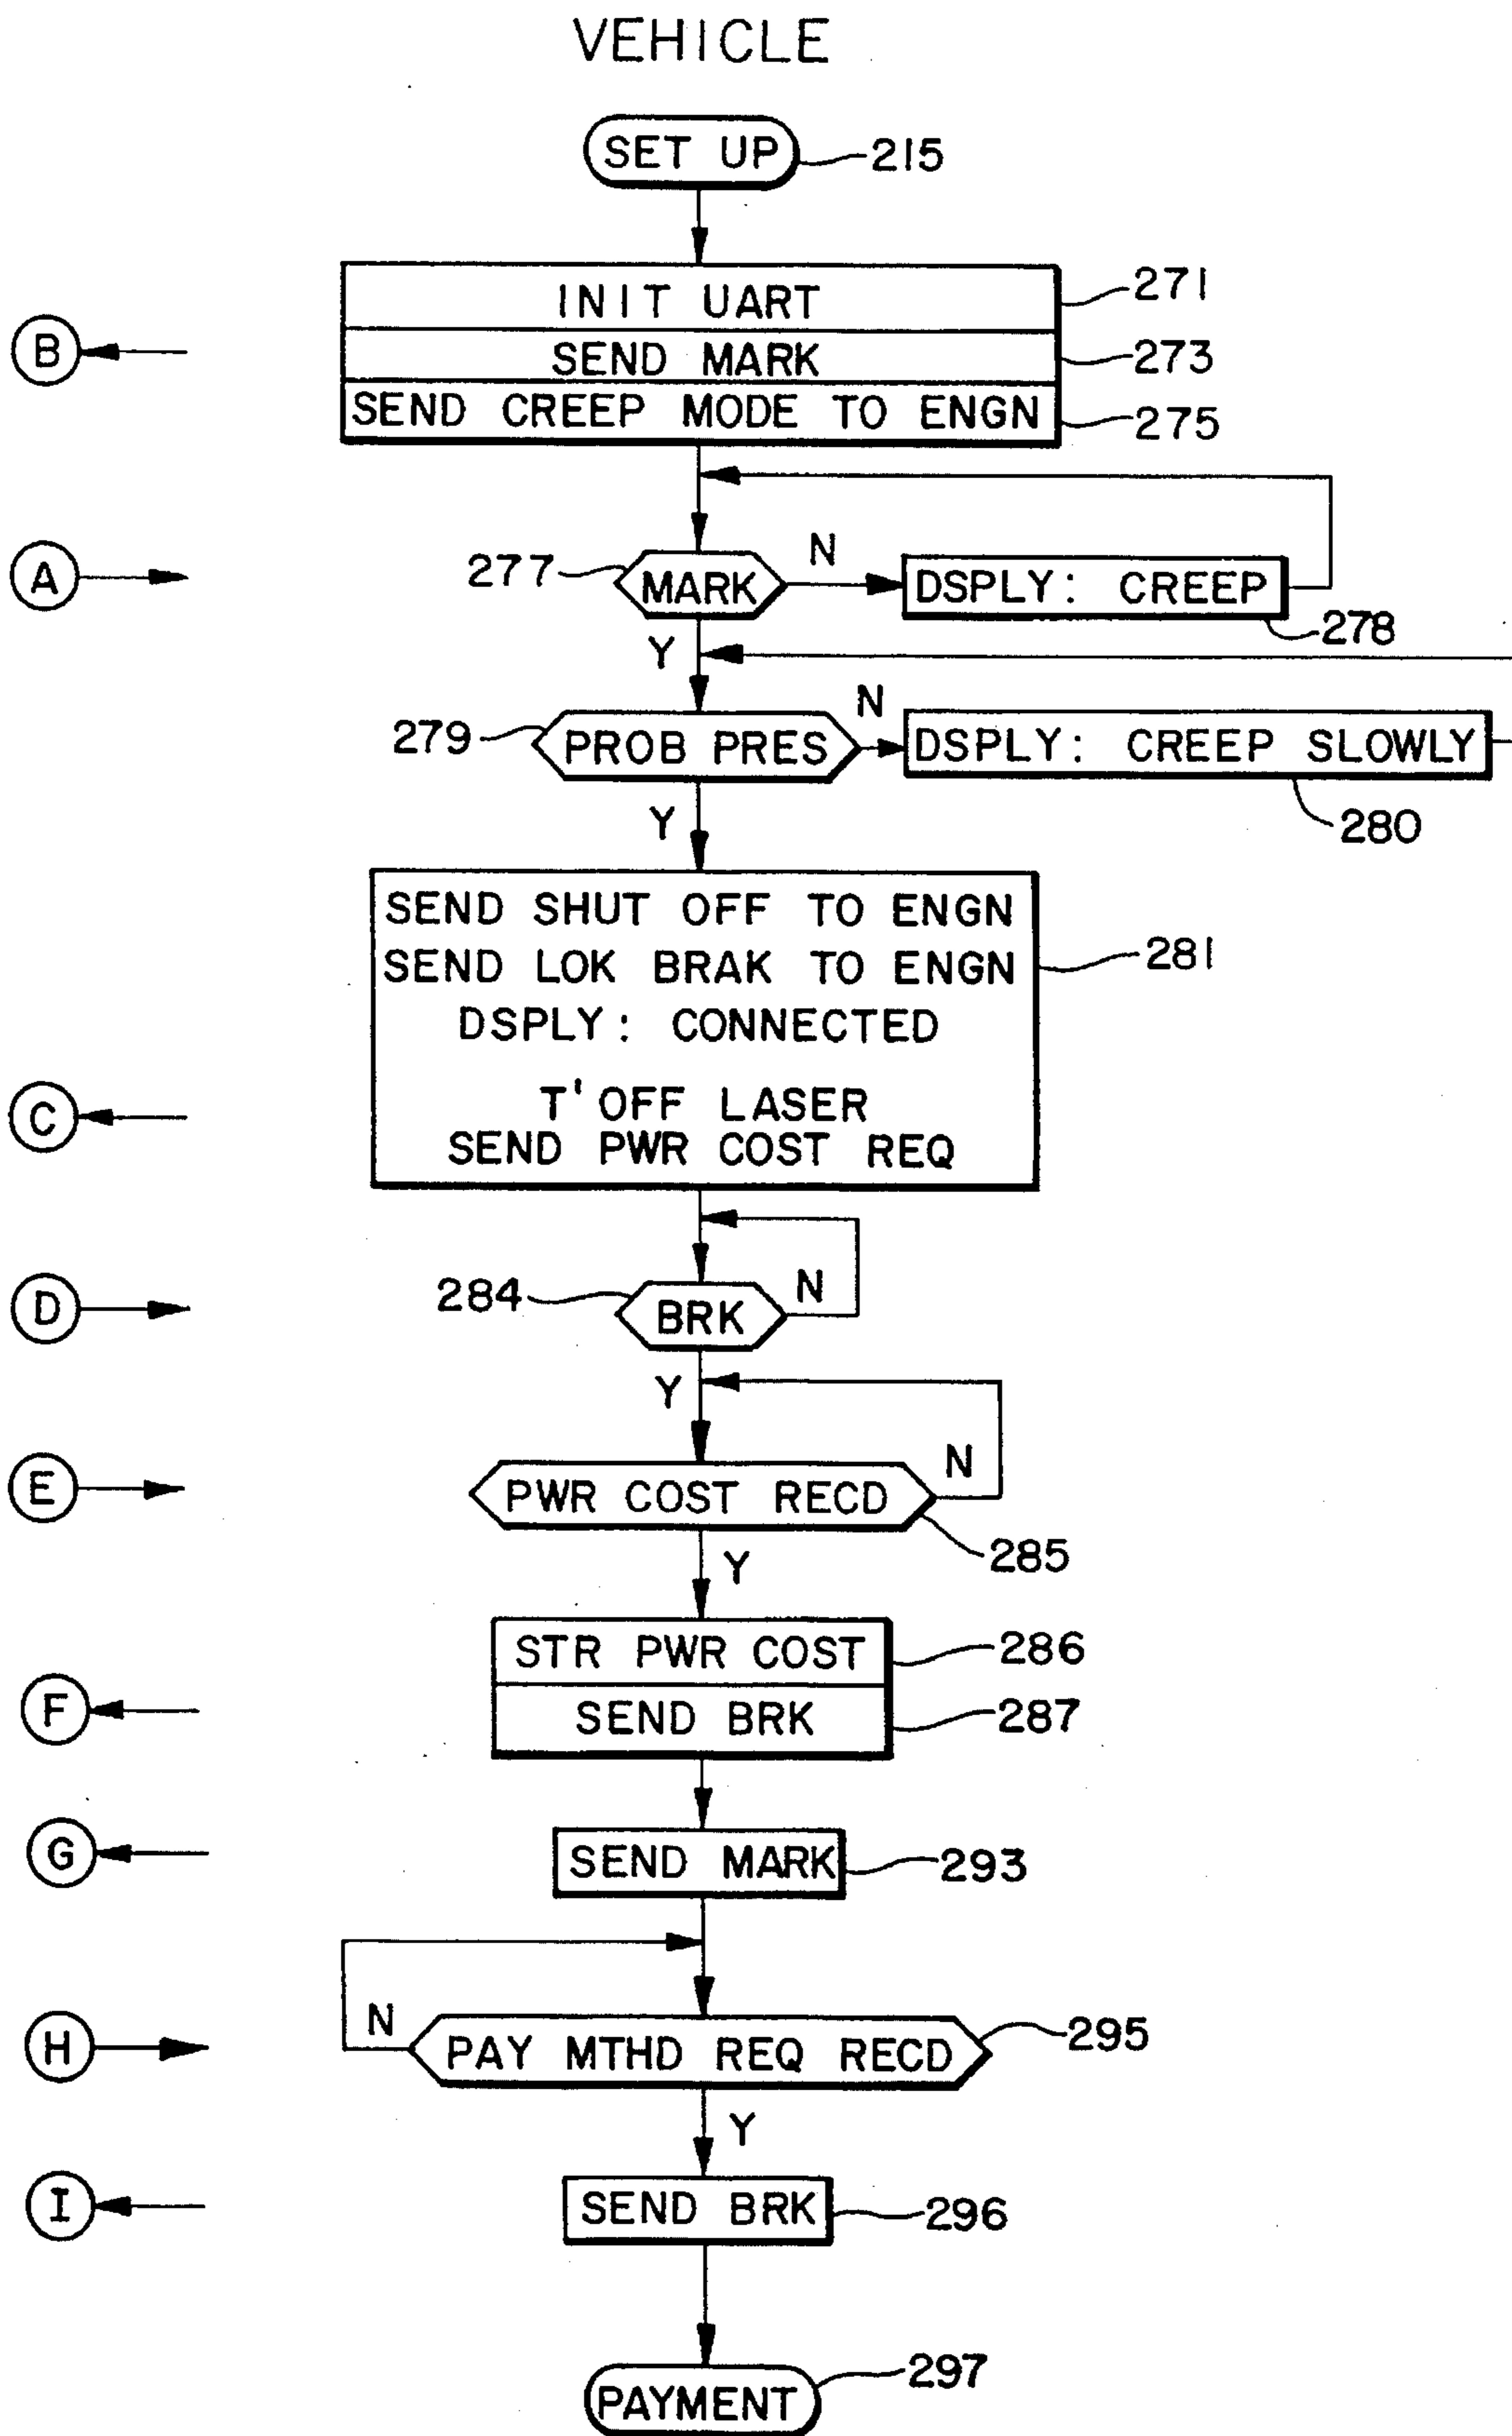 VEHICLE
SET UP 215
INIT UART 271
B SEND MARK 273
SEND CREEP MODE TO ENGN 275
A 277 MARK N DSPLY: CREEP
278
Y
279 PROB PRES N DSPLY: CREEP SLOWLY
280
Y
SEND SHUT OFF TO ENGN
SEND LOK BRAK TO ENGN 281
DSPLY: CONNECTED
C T'OFF LASER
SEND PWR COST REQ
D 284 BRK N
Y
E PWR COST RECD N
285
Y
STR PWR COST 286
F SEND BRK 287
G SEND MARK 293
H N PAY MTHD REQ RECD 295
Y
I SEND BRK 296
PAYMENT 297